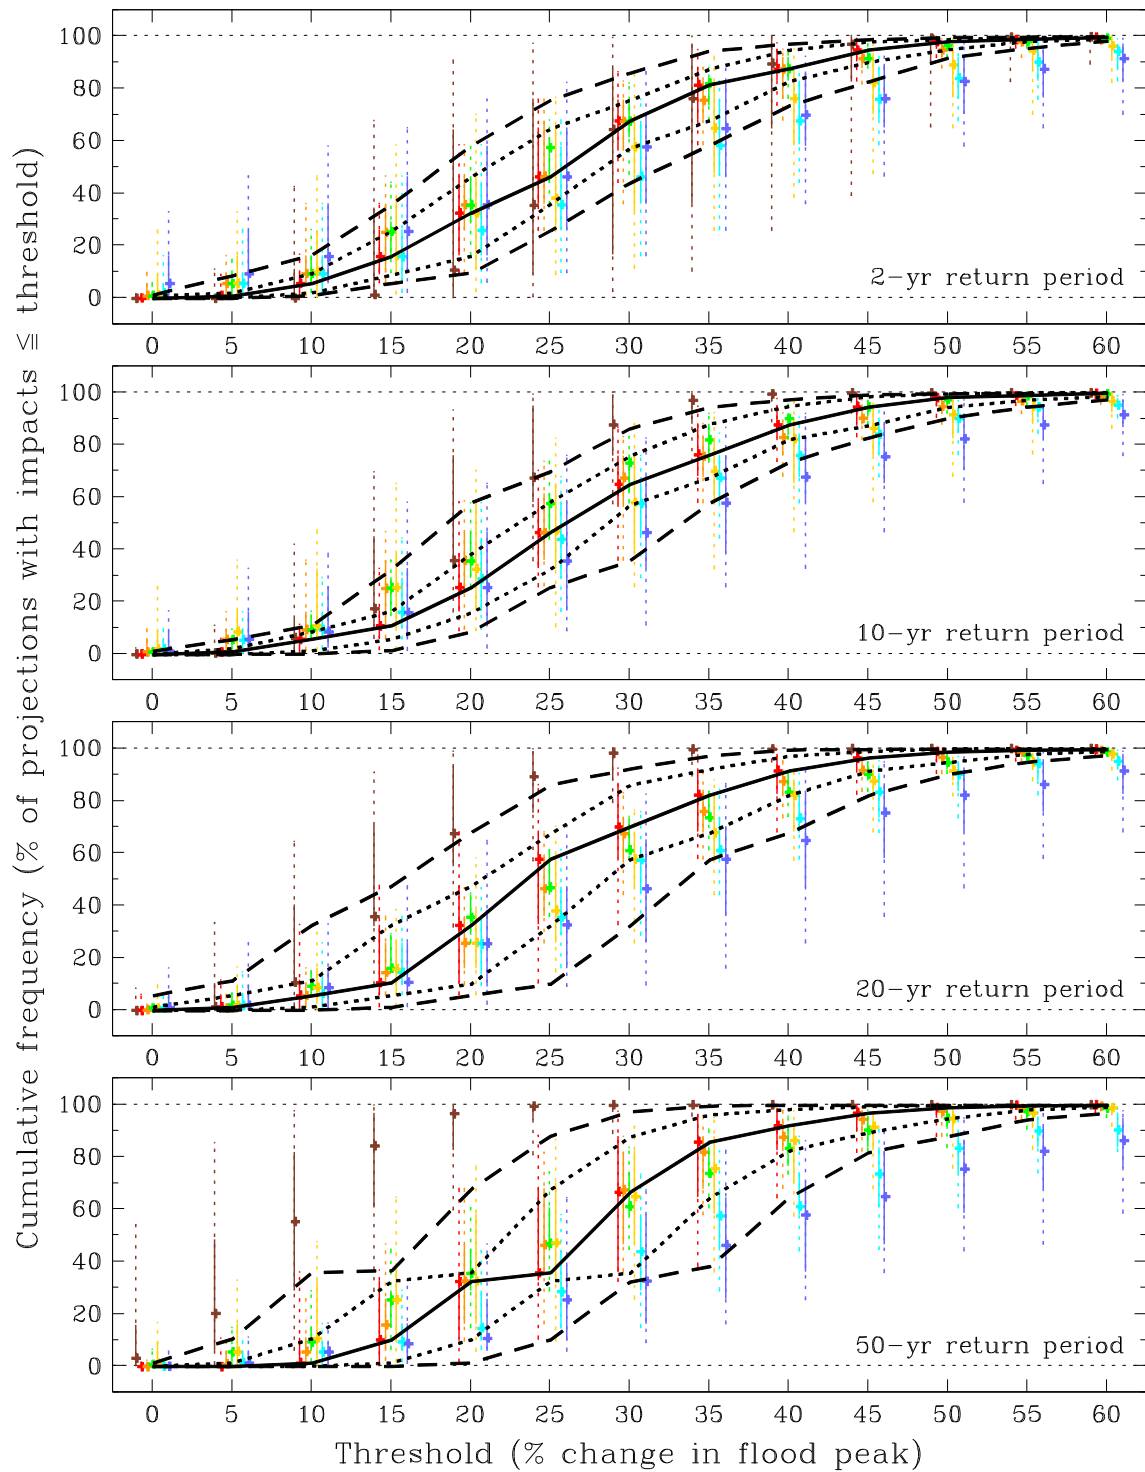 Cumulative frequency (% of projections with impacts ≤ threshold)
100
80
60
40
20
0
2-yr return period
0 5 10 15 20 25 30 35 40 45 50 55 60
100
80
60
40
20
0
10-yr return period
0 5 10 15 20 25 30 35 40 45 50 55 60
100
80
60
40
20
0
20-yr return period
0 5 10 15 20 25 30 35 40 45 50 55 60
100
80
60
40
20
0
50-yr return period
0 5 10 15 20 25 30 35 40 45 50 55 60
Threshold (% change in flood peak)